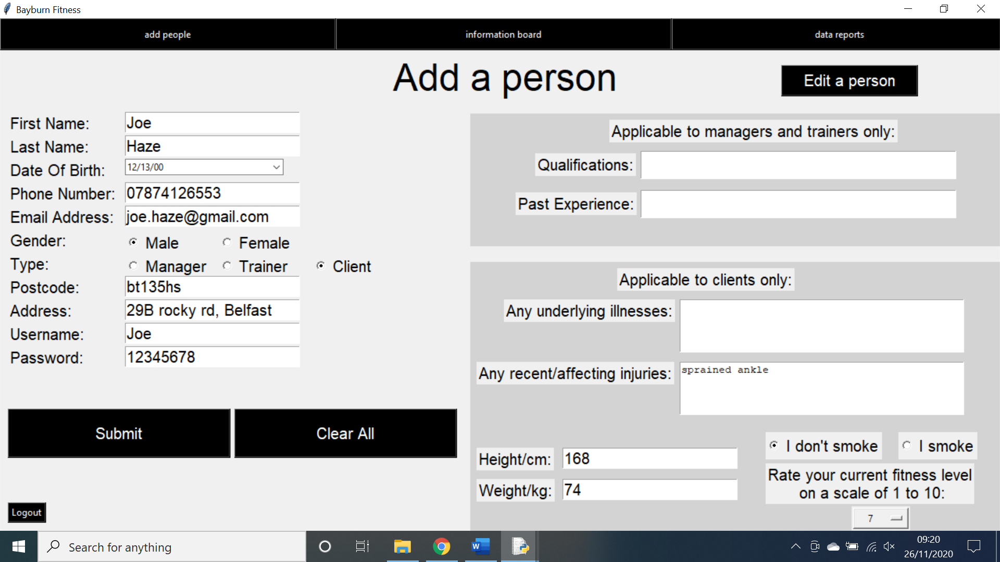 Bayburn Fitness
add people
information board
data reports
Add a person
Edit a person
First Name: Joe
Last Name: Haze
Date Of Birth: 12/13/00
Phone Number: 07874126553
Email Address: joe.haze@gmail.com
Gender: Male Female
Type: Manager Trainer Client
Postcode: bt135hs
Address: 29B rocky rd, Belfast
Username: Joe
Password: 12345678
Submit
Clear All
Logout
Applicable to managers and trainers only:
Qualifications:
Past Experience:
Applicable to clients only:
Any underlying illnesses:
Any recent/affecting injuries: sprained ankle
Height/cm: 168
Weight/kg: 74
I don't smoke I smoke
Rate your current fitness level
on a scale of 1 to 10:
7
Search for anything
W
09:20
26/11/2020